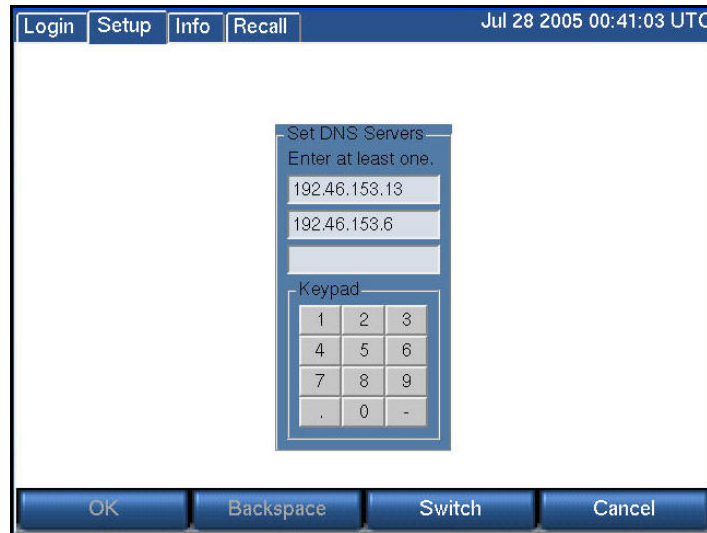 Login Setup Info Recall Jul 28 2005 00:41:03 UTC
Set DNS Servers
Enter at least one.
192.46.153.13
192.46.153.6
Keypad
1 2 3
4 5 6
7 8 9
. 0 -
OK Backspace Switch Cancel